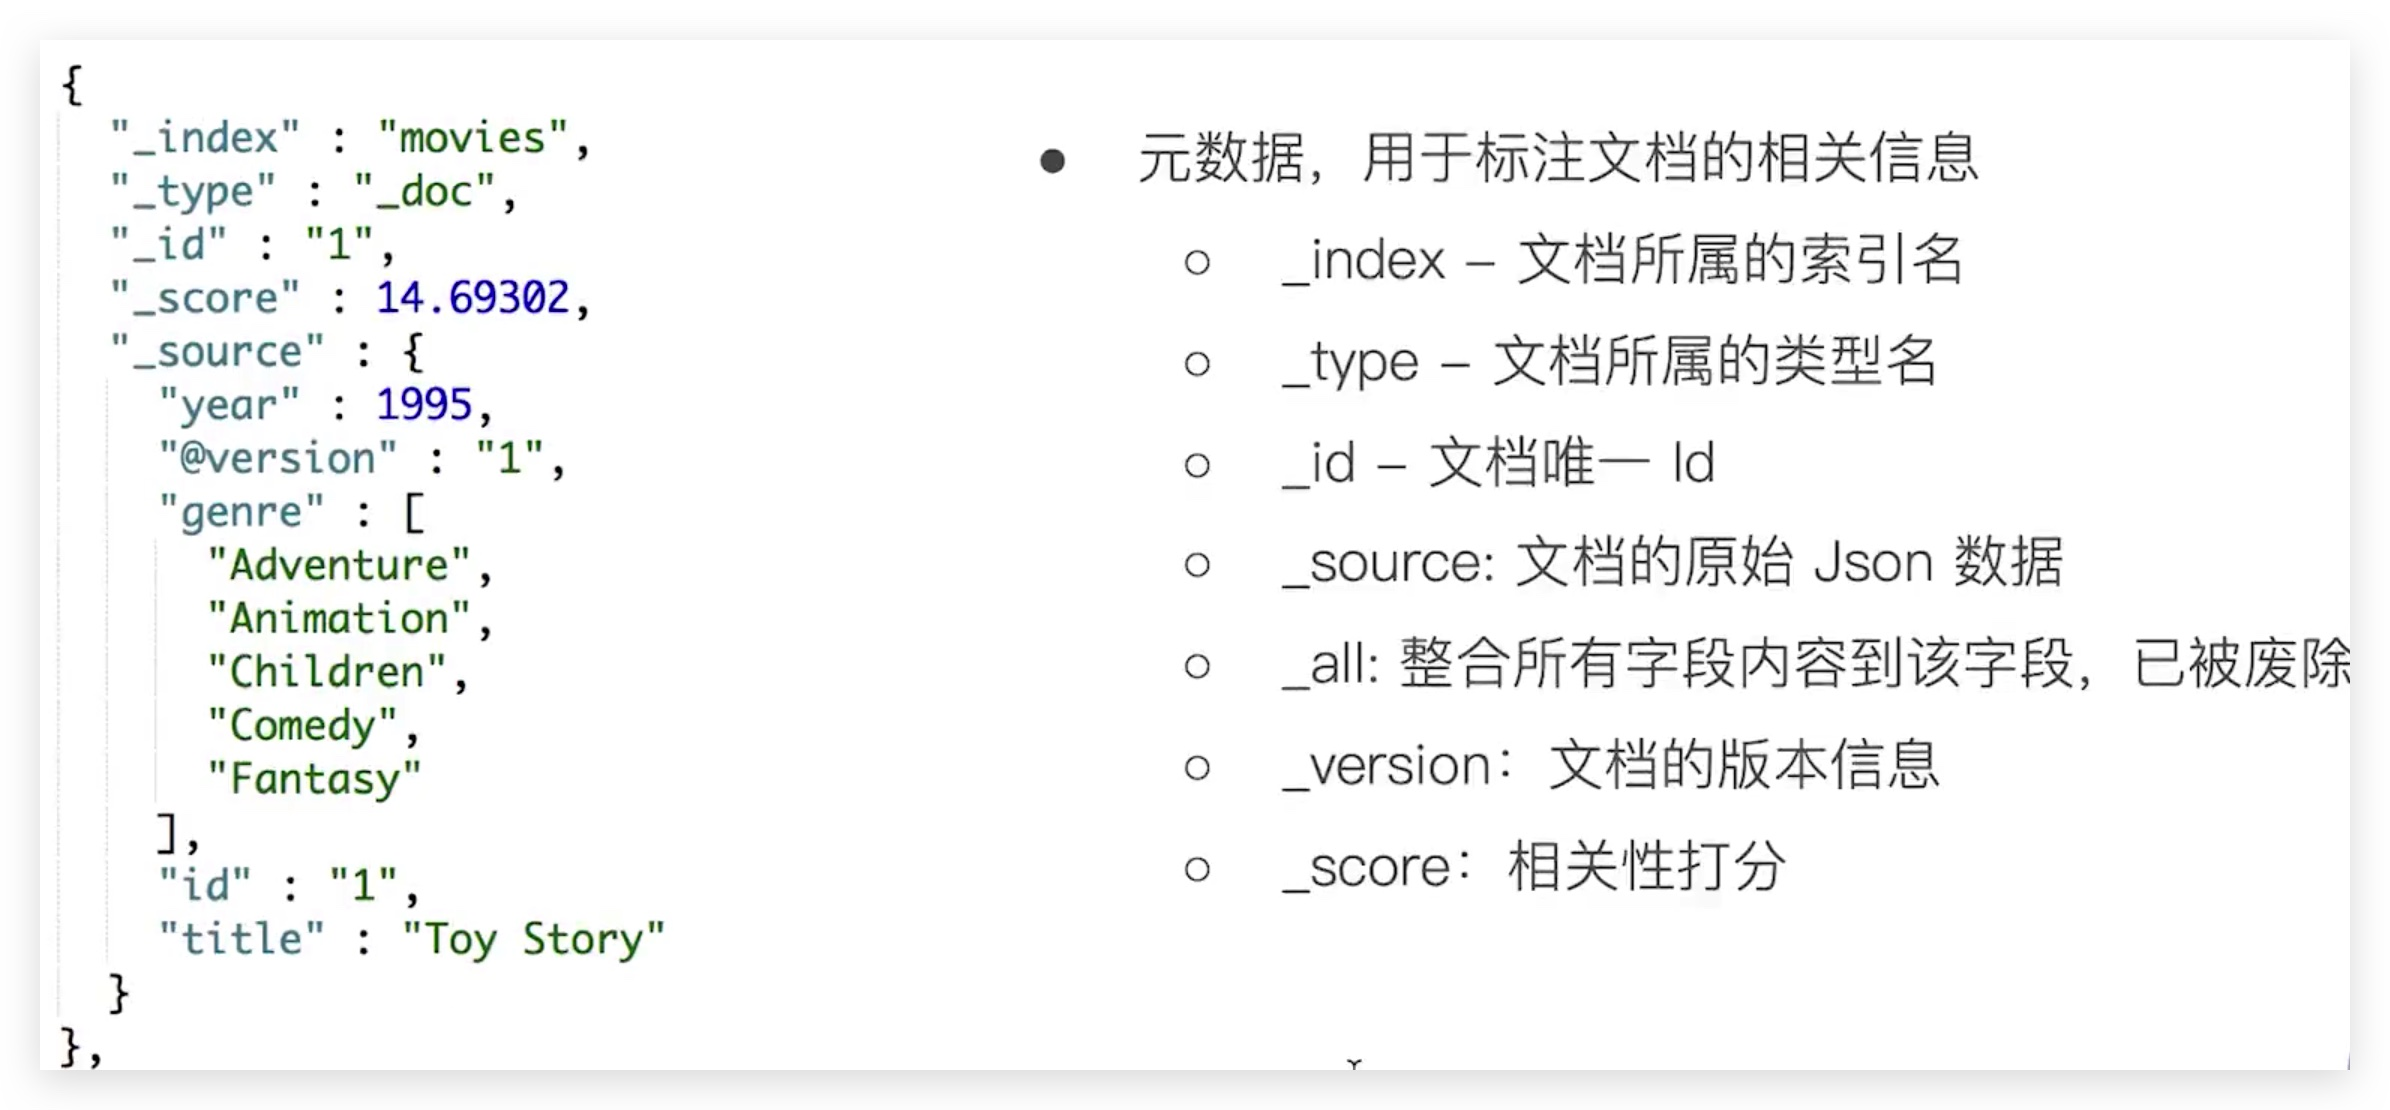 {
"_index" : "movies",
"_type" : "_doc",
"_id" : "1",
"_score" : 14.69302,
"_source" : {
"year" : 1995,
"@version" : "1",
"genre" : [
"Adventure",
"Animation",
"Children",
"Comedy",
"Fantasy"
],
"id" : "1",
"title" : "Toy Story"
}
},
● 元数据，用于标注文档的相关信息
○ _index – 文档所属的索引名
○ _type – 文档所属的类型名
○ _id – 文档唯一 Id
○ _source: 文档的原始 Json 数据
○ _all: 整合所有字段内容到该字段，已被废除
○ _version：文档的版本信息
○ _score：相关性打分